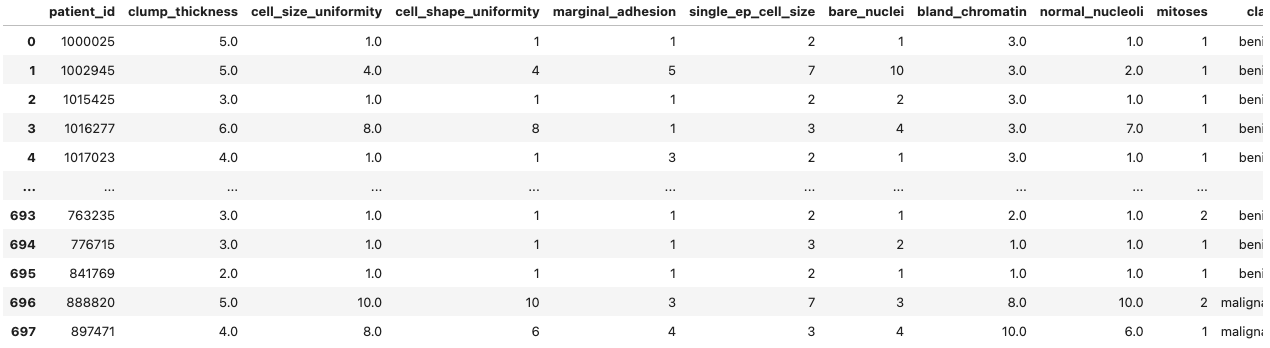 patient_id clump_thickness cell_size_uniformity cell_shape_uniformity marginal_adhesion single_ep_cell_size bare_nuclei bland_chromatin normal_nucleoli mitoses cla
0 1000025 5.0 1.0 1 1 2 1 3.0 1.0 1 beni
1 1002945 5.0 4.0 4 5 7 10 3.0 2.0 1 beni
2 1015425 3.0 1.0 1 1 2 2 3.0 1.0 1 beni
3 1016277 6.0 8.0 8 1 3 4 3.0 7.0 1 beni
4 1017023 4.0 1.0 1 3 2 1 3.0 1.0 1 beni
... ... ... ... ... ... ... ... ... ... ...
693 763235 3.0 1.0 1 1 2 1 2.0 1.0 2 beni
694 776715 3.0 1.0 1 1 3 2 1.0 1.0 1 beni
695 841769 2.0 1.0 1 1 2 1 1.0 1.0 1 beni
696 888820 5.0 10.0 10 3 7 3 8.0 10.0 2 maligna
697 897471 4.0 8.0 6 4 3 4 10.0 6.0 1 maligna